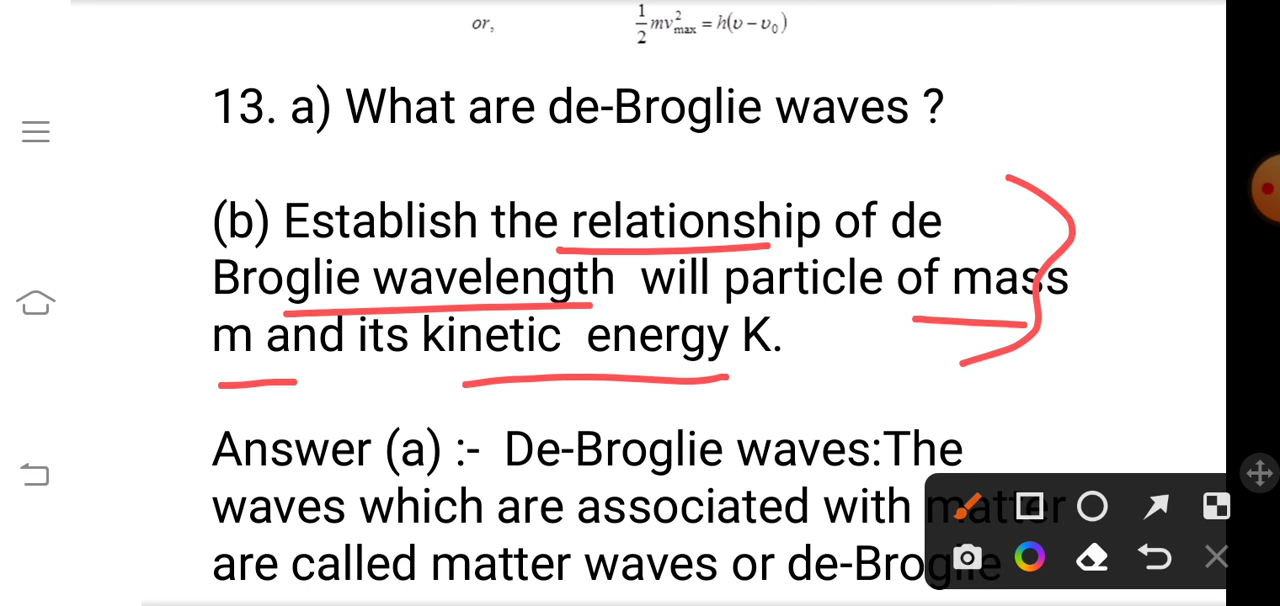 or, ½mv²max = h(υ − υ₀)
13. a) What are de-Broglie waves ?
(b) Establish the relationship of de
Broglie wavelength will particle of mass
m and its kinetic energy K.
Answer (a) :- De-Broglie waves:The
waves which are associated with matter
are called matter waves or de-Broglie